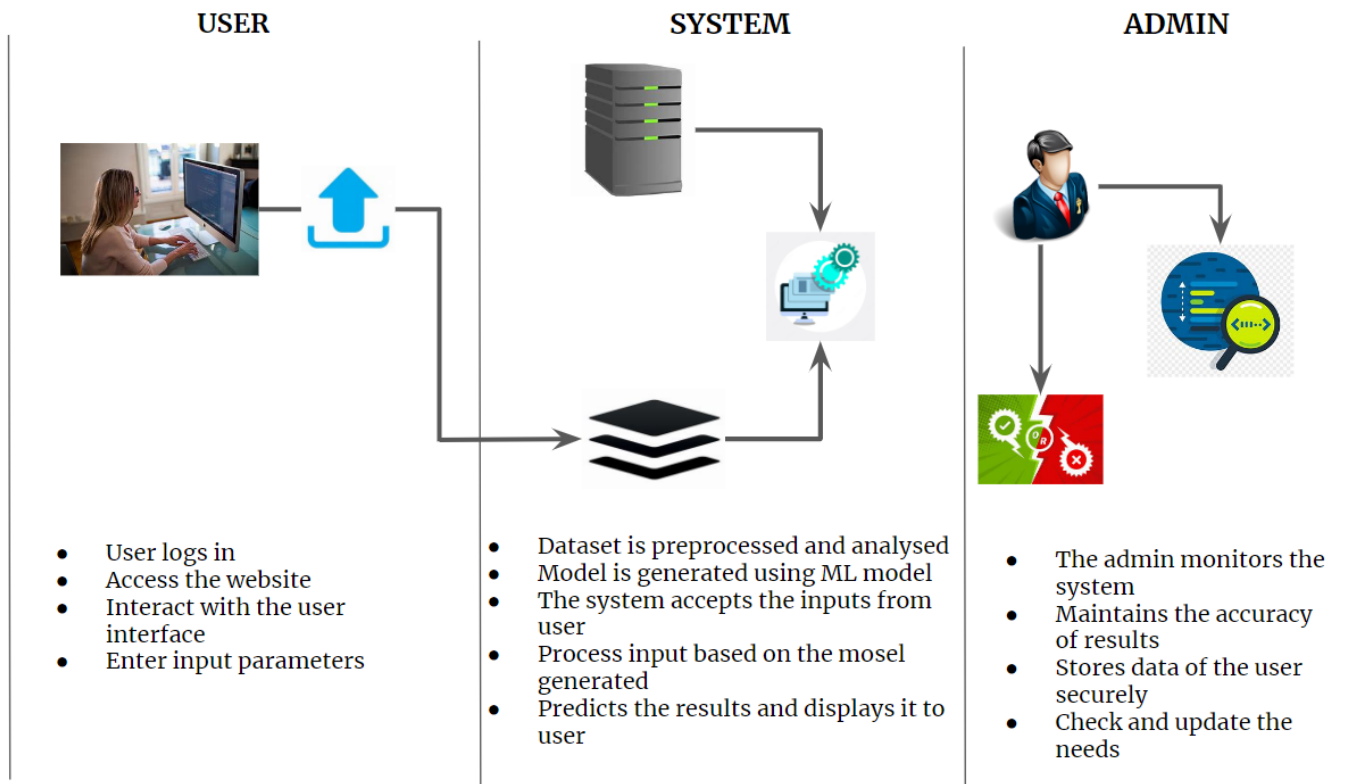 USER
SYSTEM
ADMIN
OR
● User logs in
● Access the website
● Interact with the user
interface
● Enter input parameters
● Dataset is preprocessed and analysed
● Model is generated using ML model
● The system accepts the inputs from
user
● Process input based on the mosel
generated
● Predicts the results and displays it to
user
● The admin monitors the
system
● Maintains the accuracy
of results
● Stores data of the user
securely
● Check and update the
needs